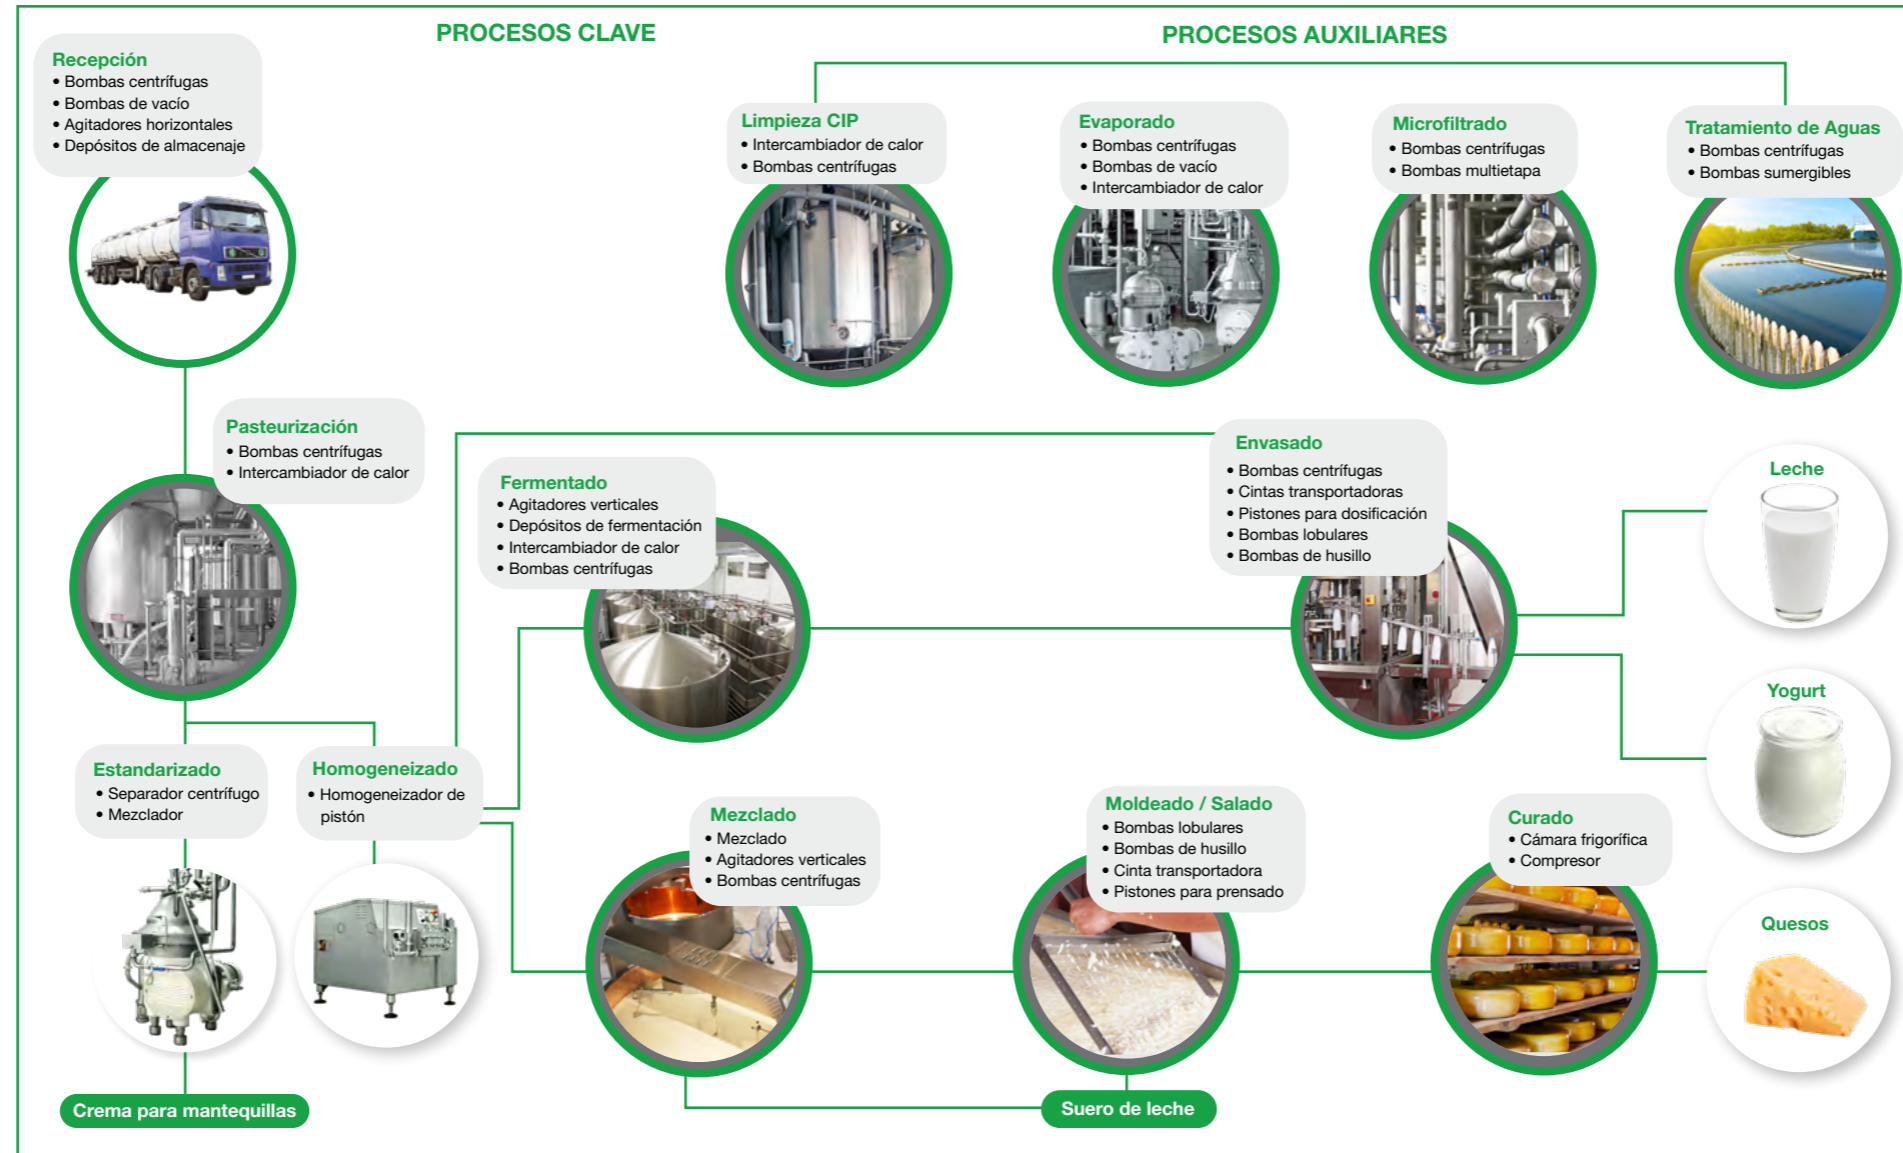 PROCESOS CLAVE
PROCESOS AUXILIARES
Recepción
• Bombas centrífugas
• Bombas de vacío
• Agitadores horizontales
• Depósitos de almacenaje
Limpieza CIP
• Intercambiador de calor
• Bombas centrífugas
Evaporado
• Bombas centrífugas
• Bombas de vacío
• Intercambiador de calor
Microfiltrado
• Bombas centrífugas
• Bombas multietapa
Tratamiento de Aguas
• Bombas centrífugas
• Bombas sumergibles
Pasteurización
• Bombas centrífugas
• Intercambiador de calor
Fermentado
• Agitadores verticales
• Depósitos de fermentación
• Intercambiador de calor
• Bombas centrífugas
Envasado
• Bombas centrífugas
• Cintas transportadoras
• Pistones para dosificación
• Bombas lobulares
• Bombas de husillo
Leche
Yogurt
Estandarizado
• Separador centrífugo
• Mezclador
Homogeneizado
• Homogeneizador de
pistón
Mezclado
• Mezclado
• Agitadores verticales
• Bombas centrífugas
Moldeado / Salado
• Bombas lobulares
• Bombas de husillo
• Cinta transportadora
• Pistones para prensado
Curado
• Cámara frigorífica
• Compresor
Quesos
Crema para mantequillas
Suero de leche